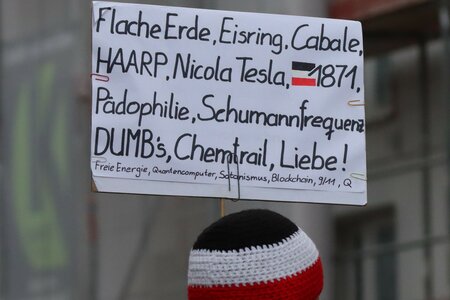 Flache Erde, Eisring, Cabale,
HAARP, Nicola Tesla, 1871,
Pädophilie, Schumannfrequenz
DUMB's, Chemtrail, Liebe!
Freie Energie, Quantencomputer, Satanismus, Blockchain, 9/11, Q